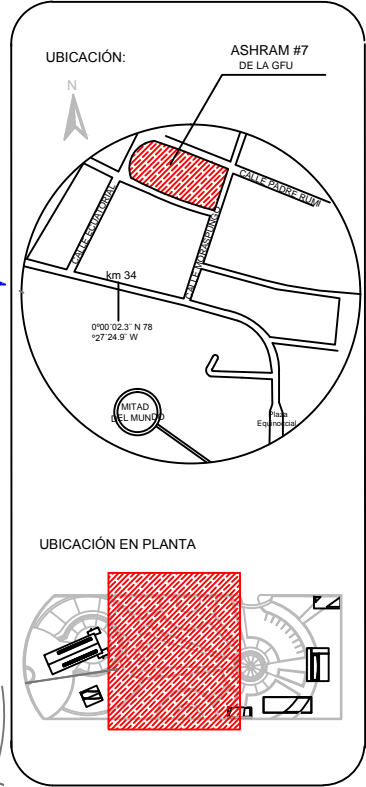 UBICACIÓN:
ASHRAM #7
DE LA GFU
N
CALLE PADRE RUMI
CALLE ECUATORIAL
CALLE MORASPUNGO
km 34
0º00¨02.3¨ N 78
º27¨24.9¨ W
MITAD
DEL MUNDO
Plaza
Equinoccial
UBICACIÓN EN PLANTA